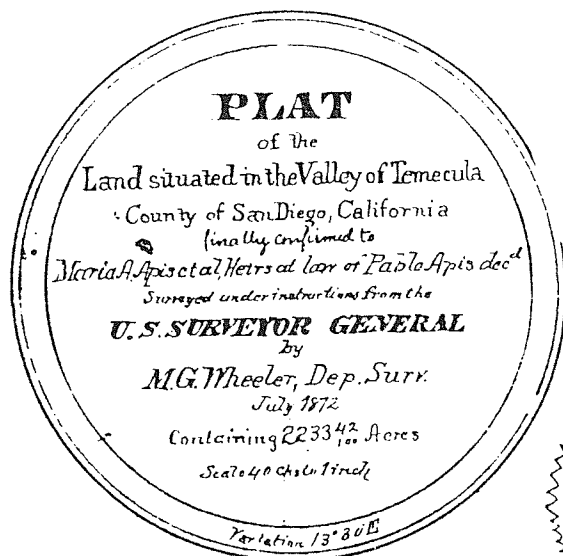 PLAT
of the
Land situated in the Valley of Temecula
County of San Diego, California
finally confirmed to
Maria A. Apis et al, Heirs at law of Pablo Apis decd
Surveyed under instructions from the
U.S. SURVEYOR GENERAL
by
M.G. Wheeler, Dep. Surv.
July 1872
Containing 2233 42/100 Acres
Scale 40 chs to 1 inch
Variation 13° 30' E